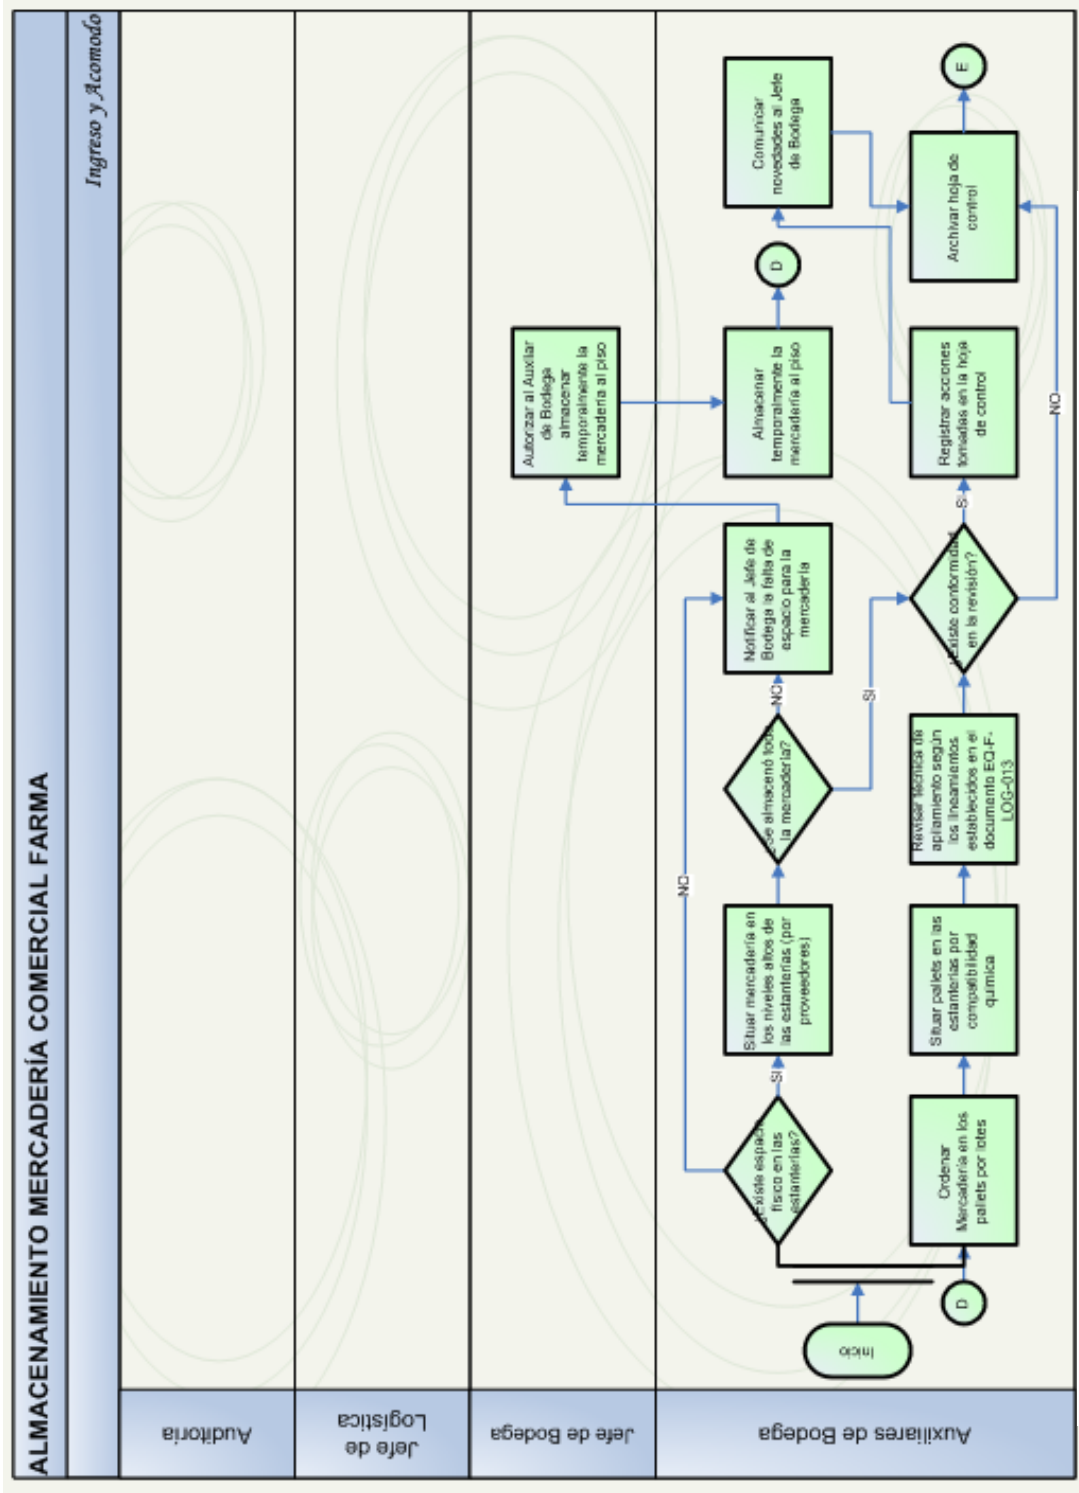 ALMACENAMIENTO MERCADERÍA COMERCIAL FARMA
Ingreso y Acomodo
Auditoria
Jefe de
Logística
Jefe de Bodega
Autorizar al Auxiliar
de Bodega
almacenar
temporalmente la
mercadería al piso
Auxiliares de Bodega
Inicio
¿Existe espacio
físico en las
estanterías?
SI
NO
Situar mercadería en
los niveles altos de
las estanterías (por
proveedores)
¿Se almacenó toda
la mercadería?
NO
SI
Notificar al Jefe de
Bodega la falta de
espacio para la
mercadería
Almacenar
temporalmente la
mercadería al piso
D
Comunicar
novedades al Jefe
de Bodega
D
Ordenar
Mercadería en los
pallets por lotes
Situar pallets en las
estanterías por
compatibilidad
química
Revisar técnica de
apilamiento según
los lineamientos
establecidos en el
documento EQ-F-
LOG-013
¿Existe conformidad
en la revisión?
SI
NO
Registrar acciones
tomadas en la hoja
de control
Archivar hoja de
control
E